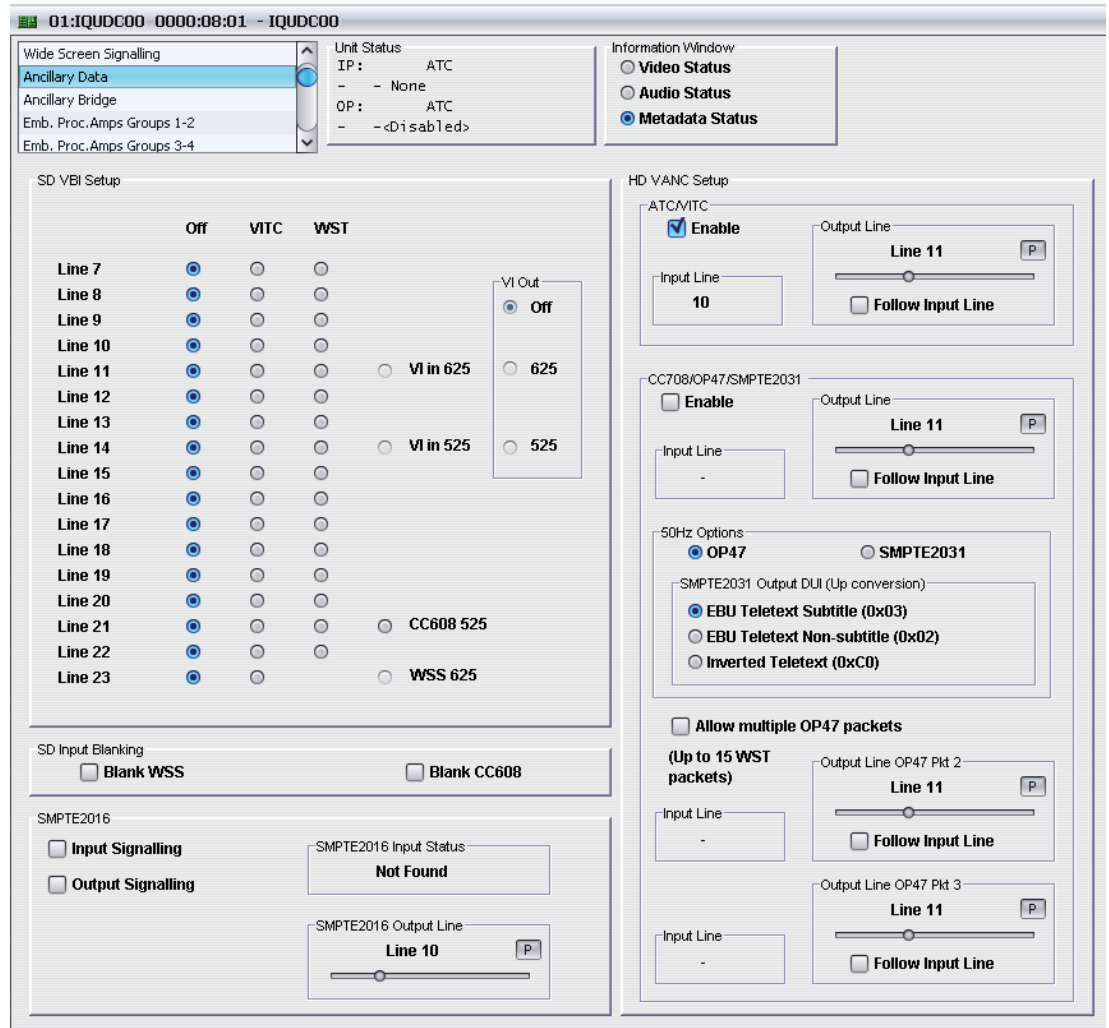 01:IQUDC00 0000:08:01 - IQUDC00
Wide Screen Signalling
Ancillary Data
Ancillary Bridge
Emb. Proc.Amps Groups 1-2
Emb. Proc.Amps Groups 3-4
Unit Status
IP: ATC
- - None
OP: ATC
- -<Disabled>
Information Window
Video Status
Audio Status
Metadata Status
SD VBI Setup
Off VITC WST
Line 7
Line 8
Line 9
Line 10
Line 11 VI in 625
Line 12
Line 13
Line 14 VI in 525
Line 15
Line 16
Line 17
Line 18
Line 19
Line 20
Line 21 CC608 525
Line 22
Line 23 WSS 625
VI Out
Off
625
525
SD Input Blanking
Blank WSS Blank CC608
SMPTE2016
Input Signalling
Output Signalling
SMPTE2016 Input Status
Not Found
SMPTE2016 Output Line
Line 10 P
HD VANC Setup
ATC/VITC
Enable
Input Line
10
Output Line
Line 11 P
Follow Input Line
CC708/OP47/SMPTE2031
Enable
Input Line
-
Output Line
Line 11 P
Follow Input Line
50Hz Options
OP47 SMPTE2031
SMPTE2031 Output DUI (Up conversion)
EBU Teletext Subtitle (0x03)
EBU Teletext Non-subtitle (0x02)
Inverted Teletext (0xC0)
Allow multiple OP47 packets
(Up to 15 WST
packets)
Input Line
-
Output Line OP47 Pkt 2
Line 11 P
Follow Input Line
Input Line
-
Output Line OP47 Pkt 3
Line 11 P
Follow Input Line